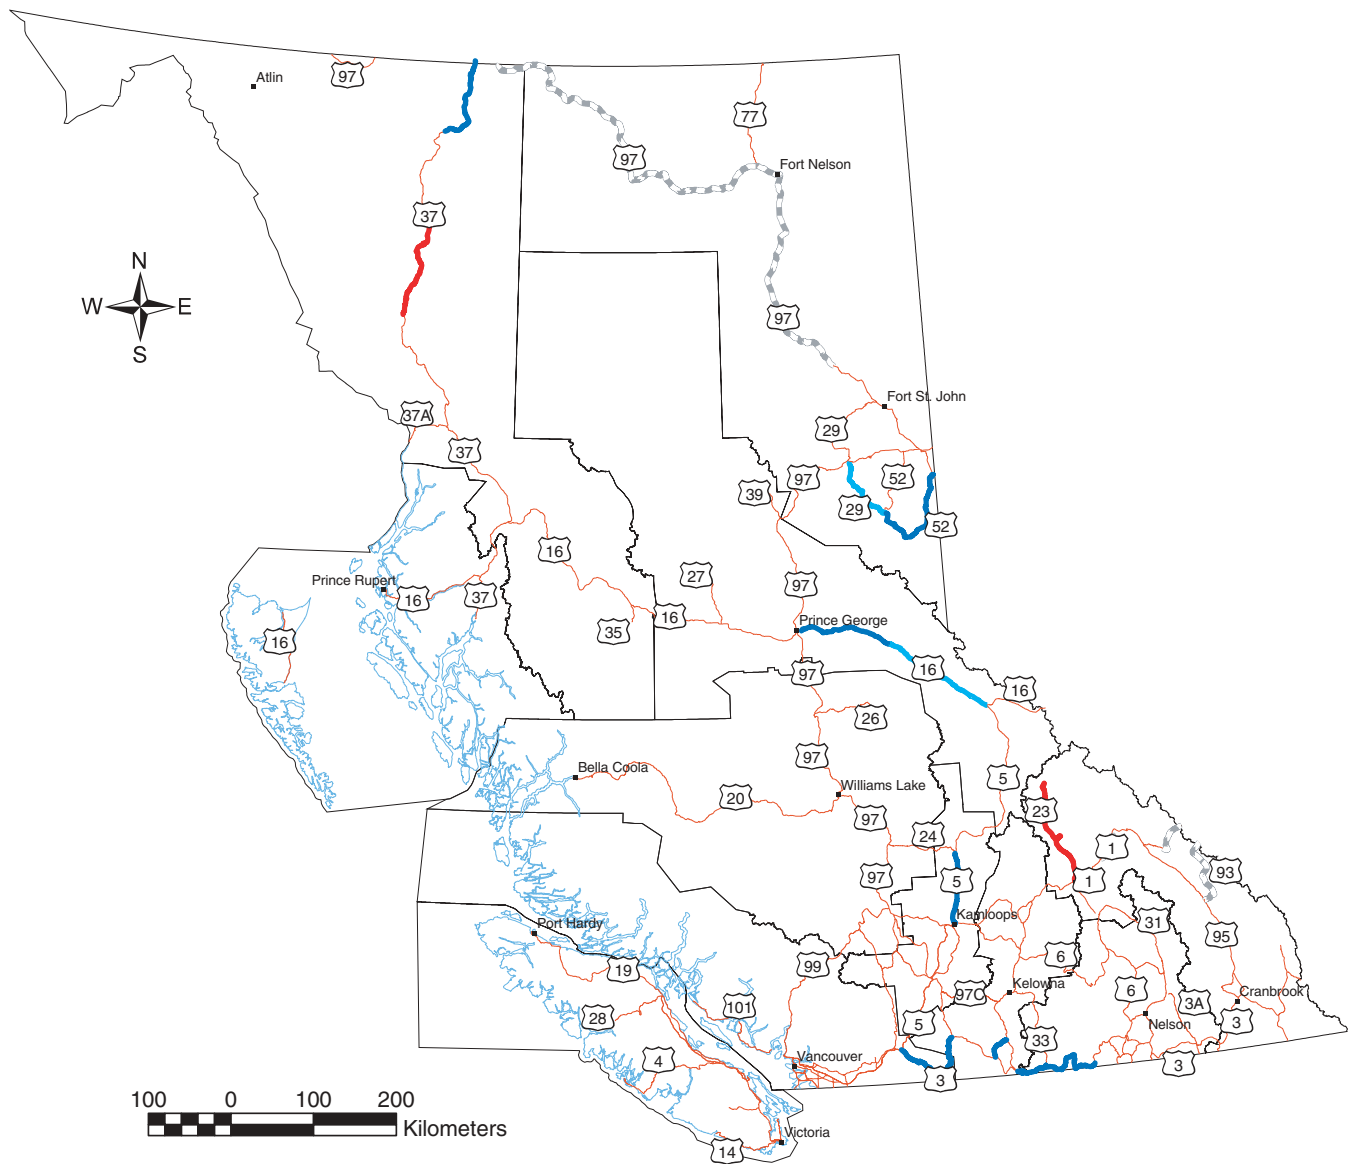 Atlin
97
77
97
Fort Nelson
37
N
W
E
S
97
Fort St. John
37A
29
37
97
52
39
29
52
16
27
97
Prince Rupert
16
37
16
Prince George
35
16
97
16
16
26
97
Bella Coola
5
Williams Lake
20
23
97
24
1
97
5
1
93
Kamloops
31
Port Hardy
95
6
99
19
Kelowna
97C
6
Cranbrook
3A
101
28
5
Nelson
3
33
Vancouver
4
3
3
100
0
100
200
Kilometers
Victoria
14